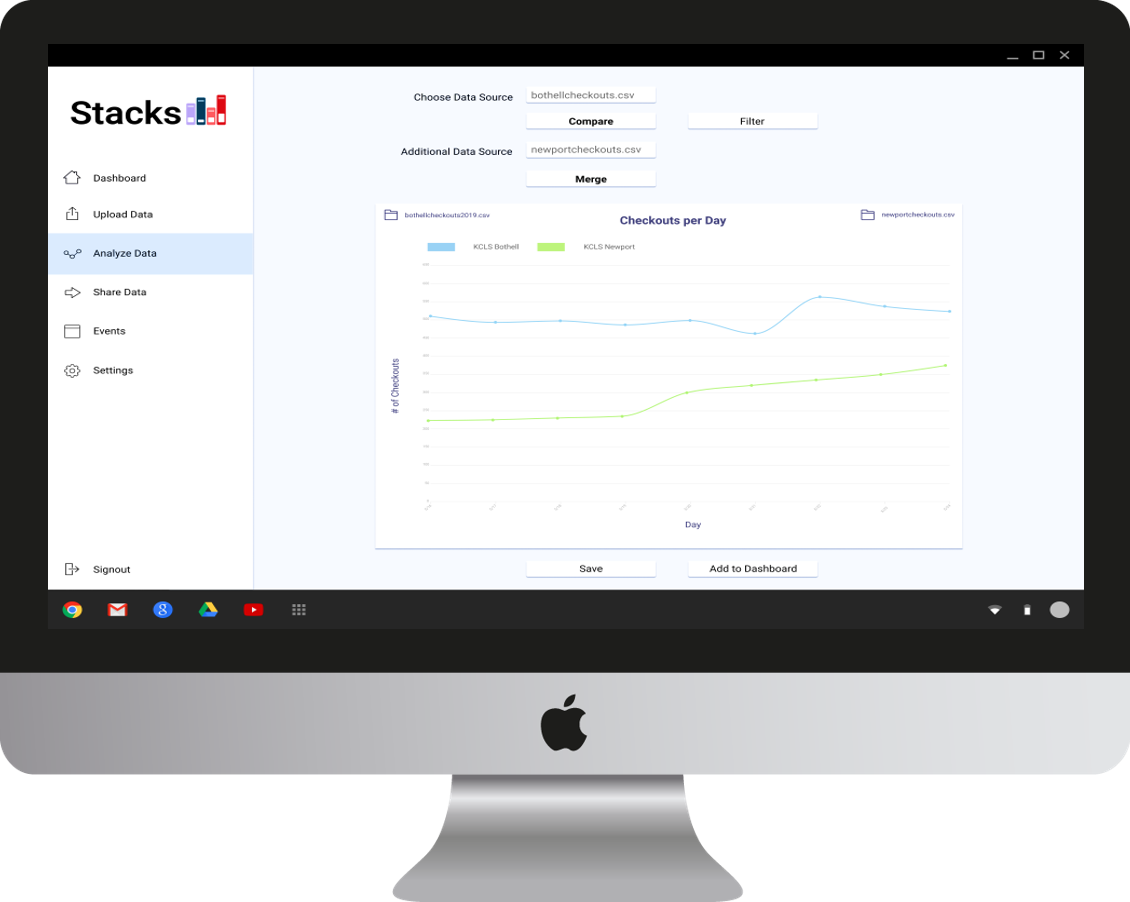 Stacks
Dashboard
Upload Data
Analyze Data
Share Data
Events
Settings
Signout
Choose Data Source bothellcheckouts.csv
Compare Filter
Additional Data Source newportcheckouts.csv
Merge
bothellcheckouts2019.csv Checkouts per Day newportcheckouts.csv
KCLS Bothell KCLS Newport
# of Checkouts
Day
Save Add to Dashboard